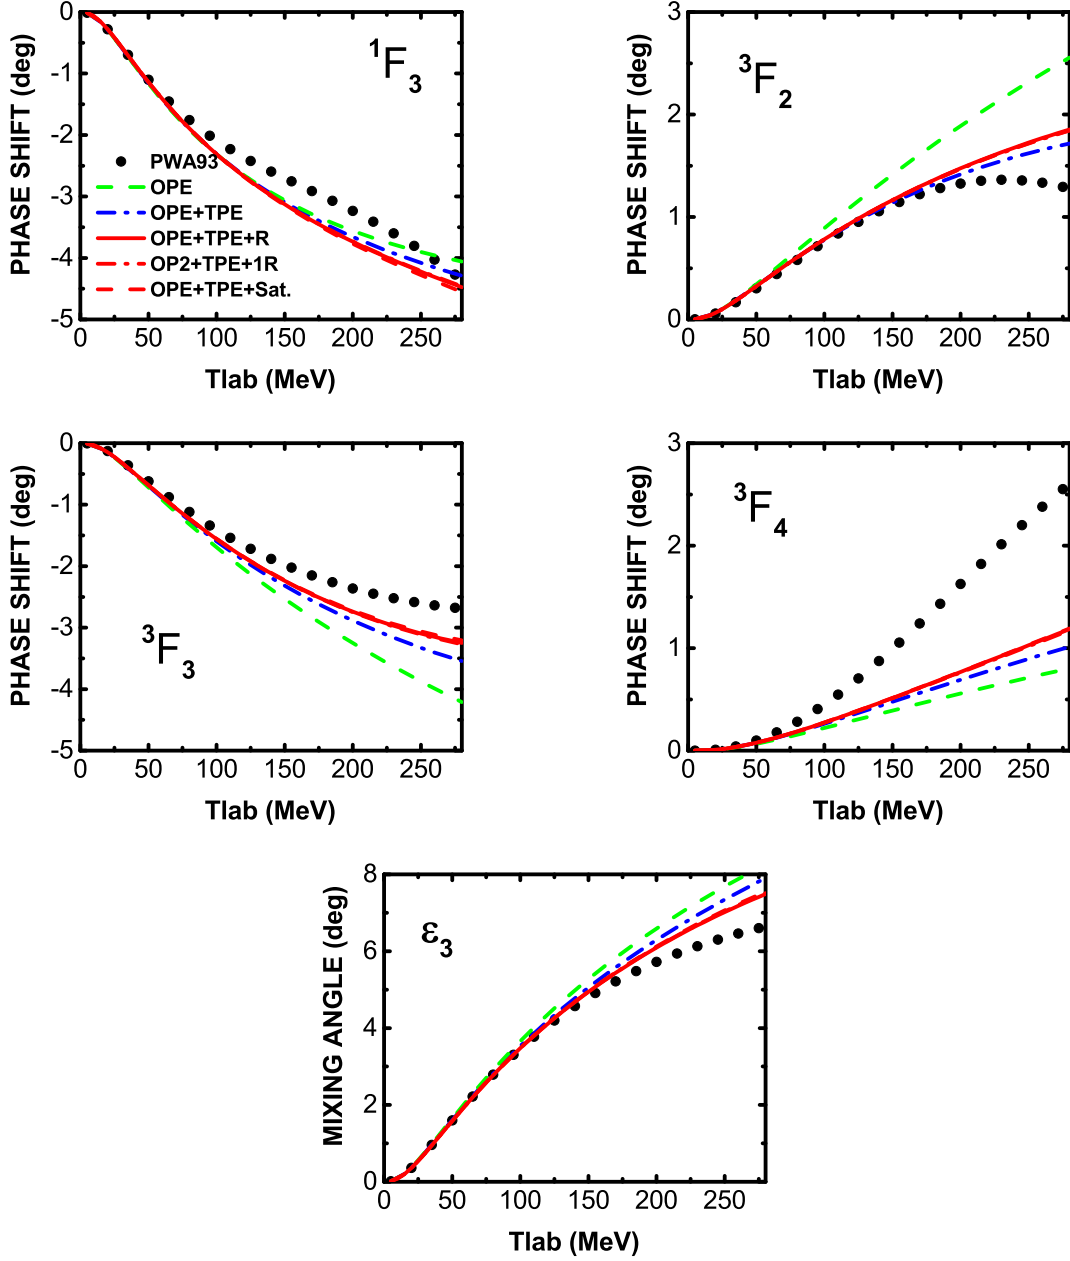 PHASE SHIFT (deg)
0
-1
-2
-3
-4
-5
¹F₃
PWA93
OPE
OPE+TPE
OPE+TPE+R
OP2+TPE+1R
OPE+TPE+Sat.
0 50 100 150 200 250
Tlab (MeV)
PHASE SHIFT (deg)
3
2
1
0
³F₂
0 50 100 150 200 250
Tlab (MeV)
PHASE SHIFT (deg)
0
-1
-2
-3
-4
-5
³F₃
0 50 100 150 200 250
Tlab (MeV)
PHASE SHIFT (deg)
3
2
1
0
³F₄
0 50 100 150 200 250
Tlab (MeV)
MIXING ANGLE (deg)
8
6
4
2
0
ε₃
0 50 100 150 200 250
Tlab (MeV)